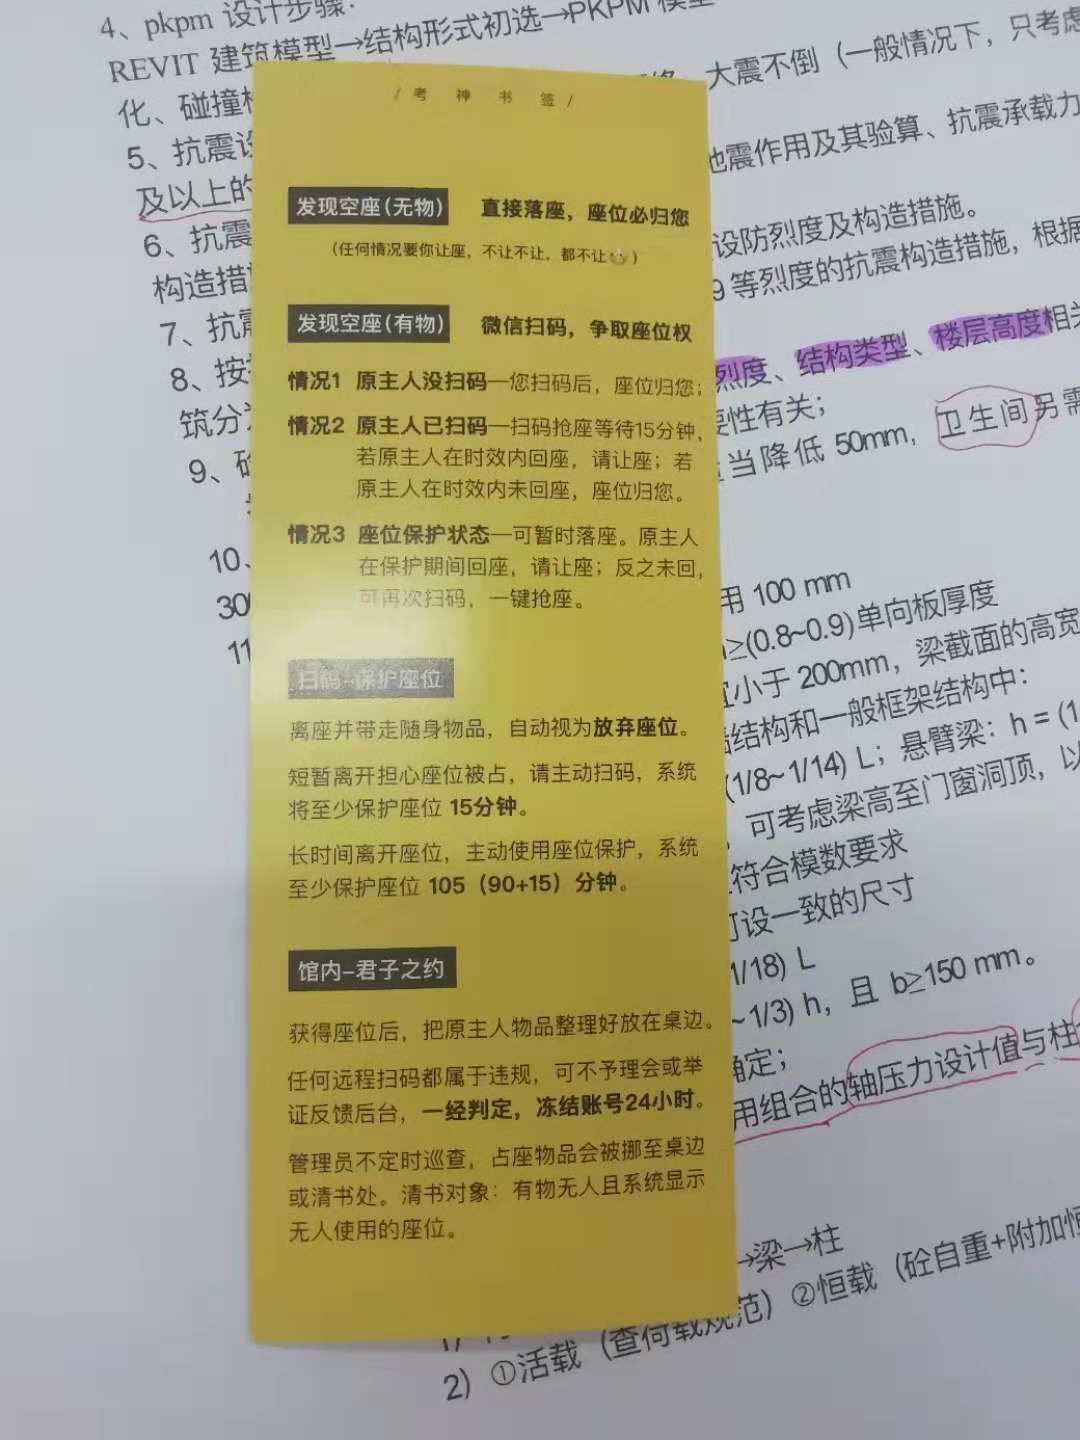 4、pkpm 设计步骤：
REVIT 建筑模型→结构形式初选→PKPM 模型
化、碰撞
大震不倒（一般情况下，只考虑
5、抗震设
地震作用及其验算、抗震承载力
及以上的
6、抗震
设防烈度及构造措施。
构造措
9 等烈度的抗震构造措施，根据
7、抗震
8、按
烈度、结构类型、楼层高度相关
筑分
要性有关；
9、砼
当降低 50mm，卫生间另需
10、
用 100 mm
300
≥(0.8~0.9)单向板厚度
11
宜小于 200mm，梁截面的高宽
结构和一般框架结构中：
(1/8~1/14) L；悬臂梁：h = (1
可考虑梁高至门窗洞顶，以
符合模数要求
可设一致的尺寸
1/18) L
~1/3) h，且 b≥150 mm。
确定；
用组合的轴压力设计值与柱
→梁→柱
2）①活载（查荷载规范）②恒载（砼自重+附加恒
/考神书签/
发现空座(无物) 直接落座，座位必归您
（任何情况要你让座，不让不让，都不让）
发现空座(有物) 微信扫码，争取座位权
情况1 原主人没扫码—您扫码后，座位归您；
情况2 原主人已扫码—扫码抢座等待15分钟，
若原主人在时效内回座，请让座；若
原主人在时效内未回座，座位归您。
情况3 座位保护状态—可暂时落座。原主人
在保护期间回座，请让座；反之未回，
可再次扫码，一键抢座。
扫码-保护座位
离座并带走随身物品，自动视为放弃座位。
短暂离开担心座位被占，请主动扫码，系统
将至少保护座位 15分钟。
长时间离开座位，主动使用座位保护，系统
至少保护座位 105（90+15）分钟。
馆内-君子之约
获得座位后，把原主人物品整理好放在桌边。
任何远程扫码都属于违规，可不予理会或举
证反馈后台，一经判定，冻结账号24小时。
管理员不定时巡查，占座物品会被挪至桌边
或清书处。清书对象：有物无人且系统显示
无人使用的座位。